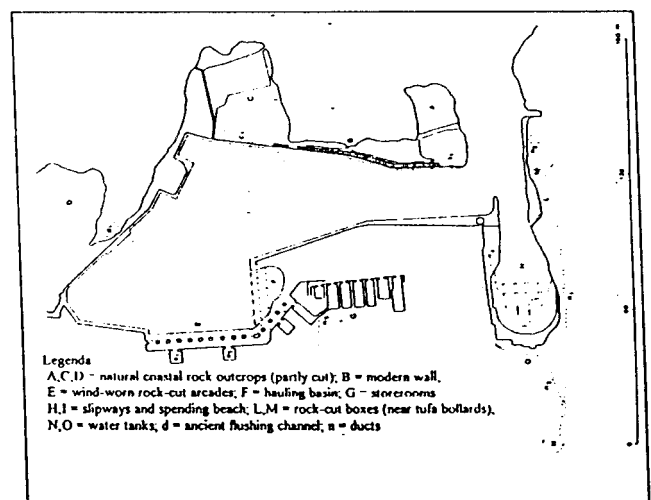 Legenda
A,C,D = natural coastal rock outcrops (partly cut); B = modern wall,
E = wind-worn rock-cut arcades; F = hauling basin; G = storerooms
H,I = slipways and spending beach; L,M = rock-cut boxes (near tufa bollards),
N,O = water tanks; d = ancient flushing channel; n = ducts